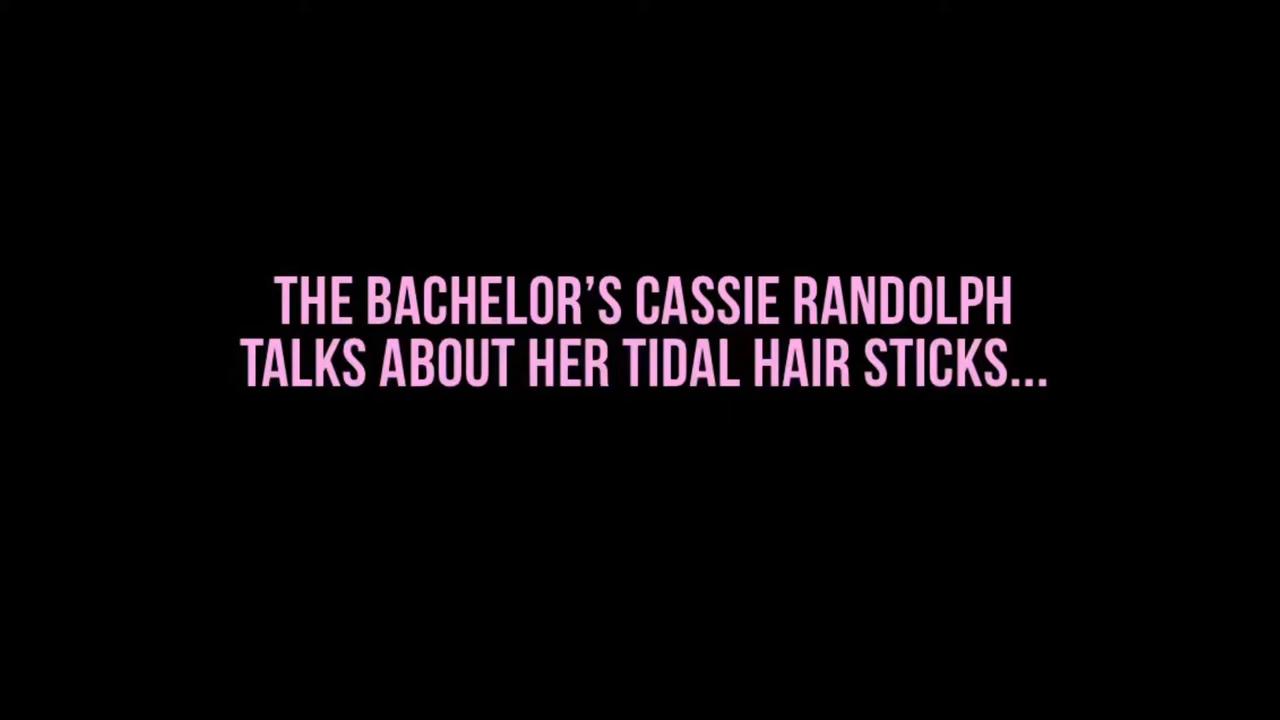 THE BACHELOR’S CASSIE RANDOLPH
TALKS ABOUT HER TIDAL HAIR STICKS...